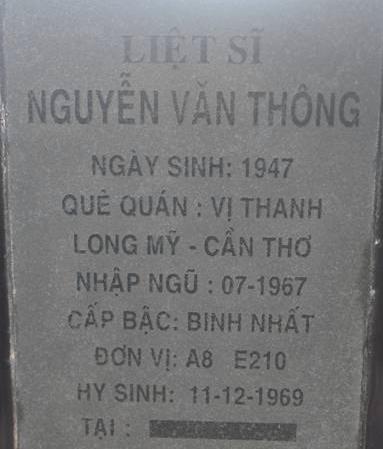 LIỆT SĨ
NGUYỄN VĂN THÔNG
NGÀY SINH: 1947
QUÊ QUÁN : VỊ THANH
LONG MỸ - CẦN THƠ
NHẬP NGŨ : 07-1967
CẤP BẬC: BINH NHẤT
ĐƠN VỊ: A8 E210
HY SINH: 11-12-1969
TẠI :